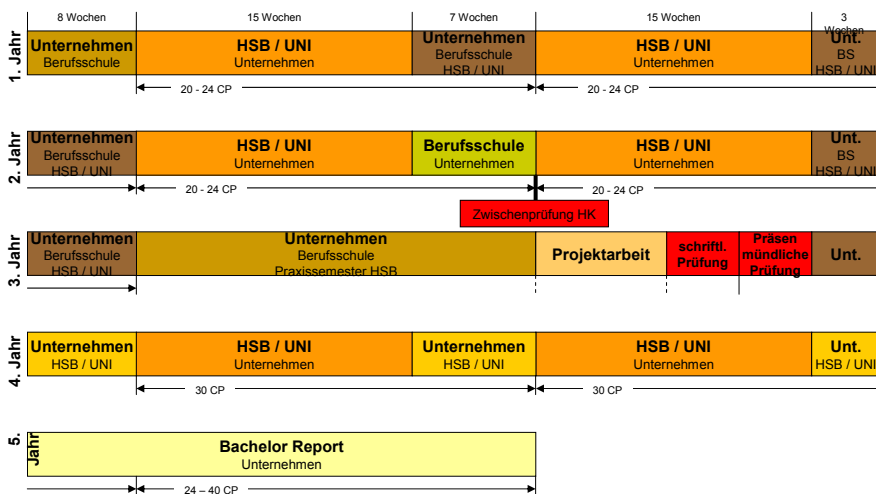 8 Wochen
15 Wochen
7 Wochen
15 Wochen
3 Wochen
1. Jahr
Unternehmen
Berufsschule
HSB / UNI
Unternehmen
Unternehmen
Berufsschule
HSB / UNI
HSB / UNI
Unternehmen
Unt.
BS
HSB / UNI
20 - 24 CP
20 - 24 CP
2. Jahr
Unternehmen
Berufsschule
HSB / UNI
HSB / UNI
Unternehmen
Berufsschule
Unternehmen
HSB / UNI
Unternehmen
Unt.
BS
HSB / UNI
20 - 24 CP
20 - 24 CP
Zwischenprüfung HK
3. Jahr
Unternehmen
Berufsschule
HSB / UNI
Unternehmen
Berufsschule
Praxissemester HSB
Projektarbeit
schriftl.
Prüfung
Präsen
mündliche
Prüfung
Unt.
4. Jahr
Unternehmen
HSB / UNI
HSB / UNI
Unternehmen
Unternehmen
HSB / UNI
HSB / UNI
Unternehmen
Unt.
HSB / UNI
30 CP
30 CP
5.
Jahr
Bachelor Report
Unternehmen
24 – 40 CP